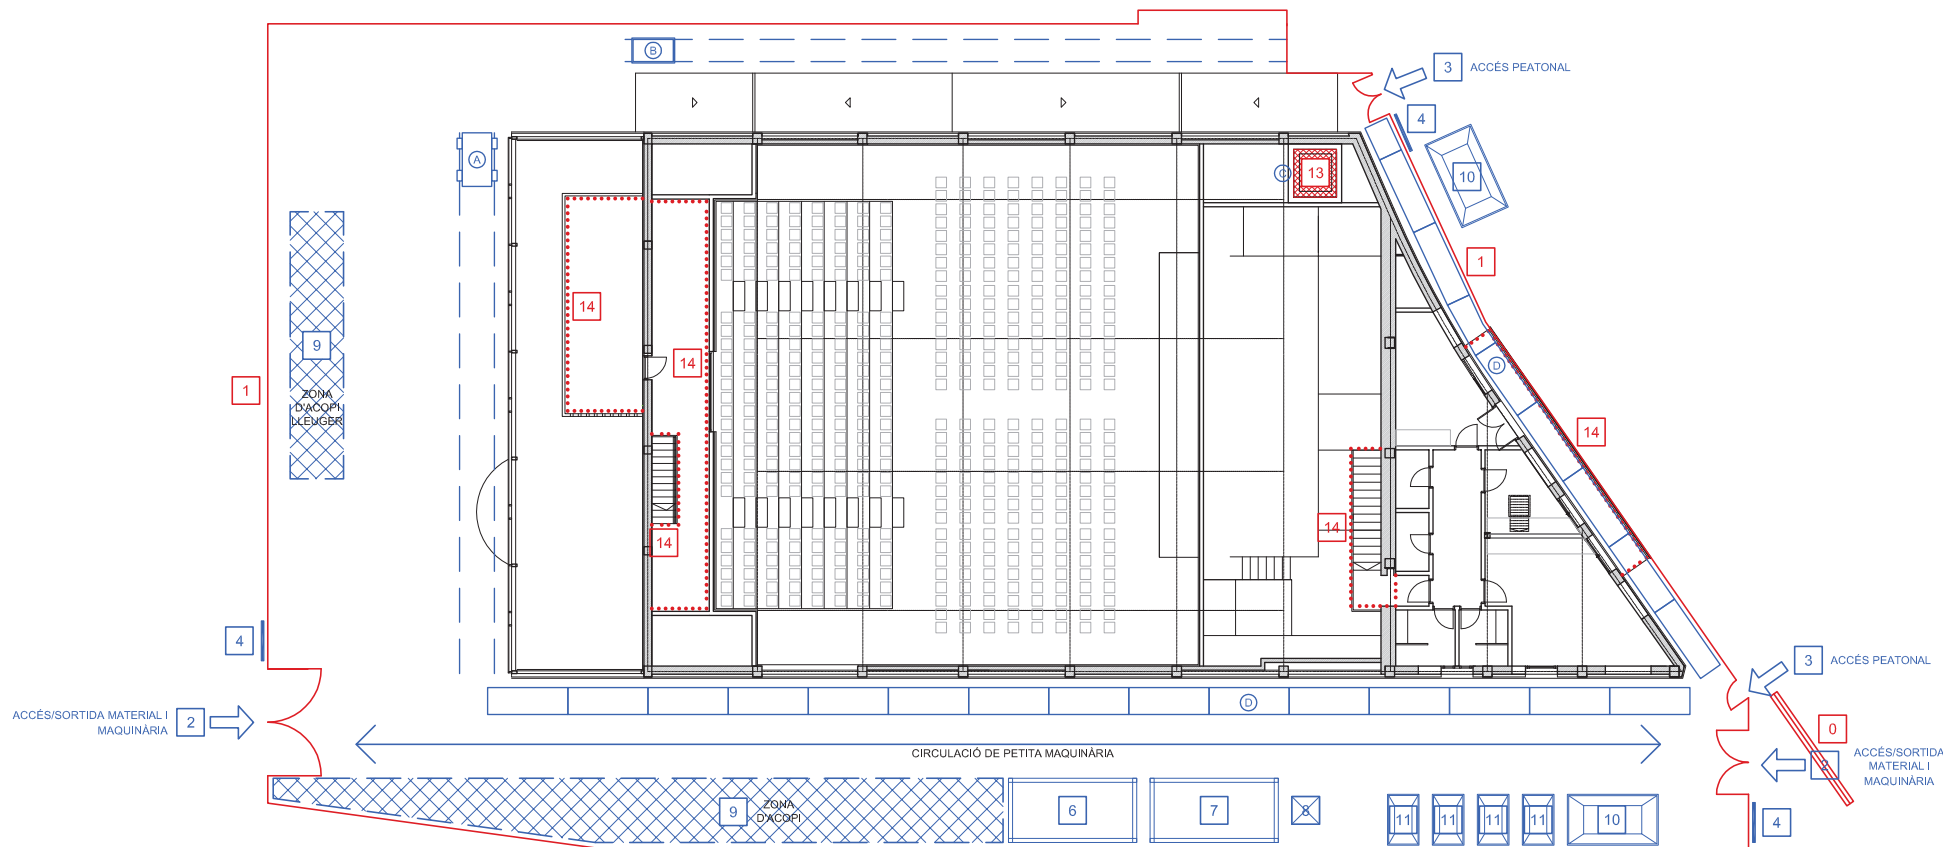 B
3 ACCÉS PEATONAL
4
A
C
13
10
1
14
9
14
D
1
ZONA
D'ACOPI
LLEUGER
14
14
14
4
3 ACCÉS PEATONAL
D
ACCÉS/SORTIDA MATERIAL I
MAQUINÀRIA
2
0
CIRCULACIÓ DE PETITA MAQUINÀRIA
2
ACCÉS/SORTIDA
MATERIAL I
MAQUINÀRIA
9
ZONA
D'ACOPI
6
7
8
11
11
11
11
10
4